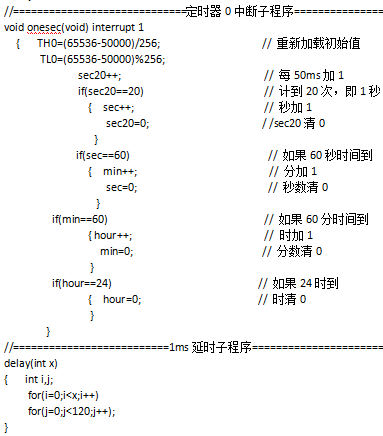 //============================定时器 0 中断子程序===================
void onesec(void) interrupt 1
{ TH0=(65536-50000)/256; // 重新加载初始值
TL0=(65536-50000)%256;
sec20++; // 每 50ms 加 1
if(sec20==20) // 计到 20 次，即 1 秒
{ sec++; // 秒加 1
sec20=0; //sec20 清 0
}
if(sec==60) // 如果 60 秒时间到
{ min++; // 分加 1
sec=0; // 秒数清 0
}
if(min==60) // 如果 60 分时间到
{ hour++; // 时加 1
min=0; // 分数清 0
}
if(hour==24) // 如果 24 时到
{ hour=0; // 时清 0
}
}
//=========================1ms 延时子程序=====================
delay(int x)
{ int i,j;
for(i=0;i<x;i++)
for(j=0;j<120;j++);
}